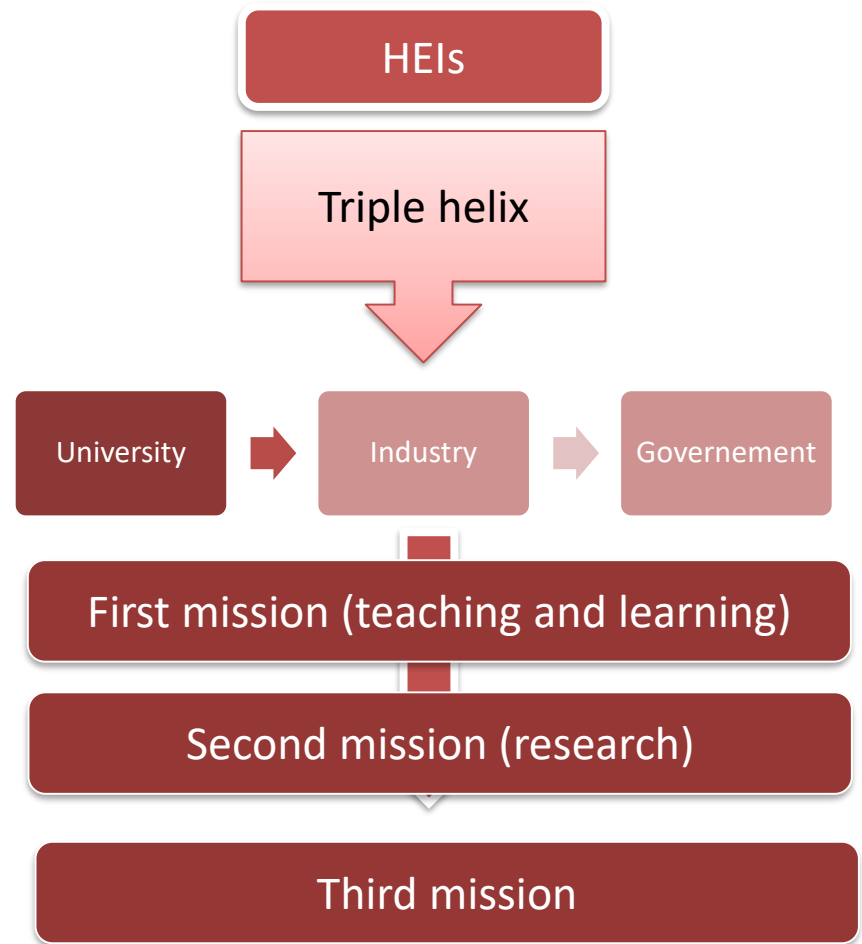 HEIs
Triple helix
University
Industry
Governement
First mission (teaching and learning)
Second mission (research)
Third mission